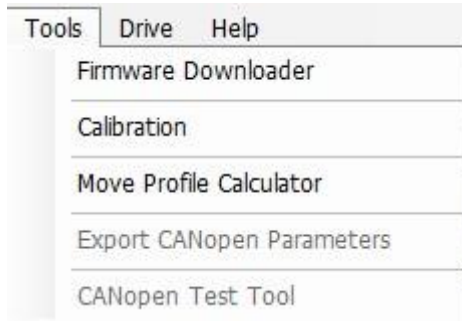 Tools Drive Help
Firmware Downloader
Calibration
Move Profile Calculator
Export CANopen Parameters
CANopen Test Tool